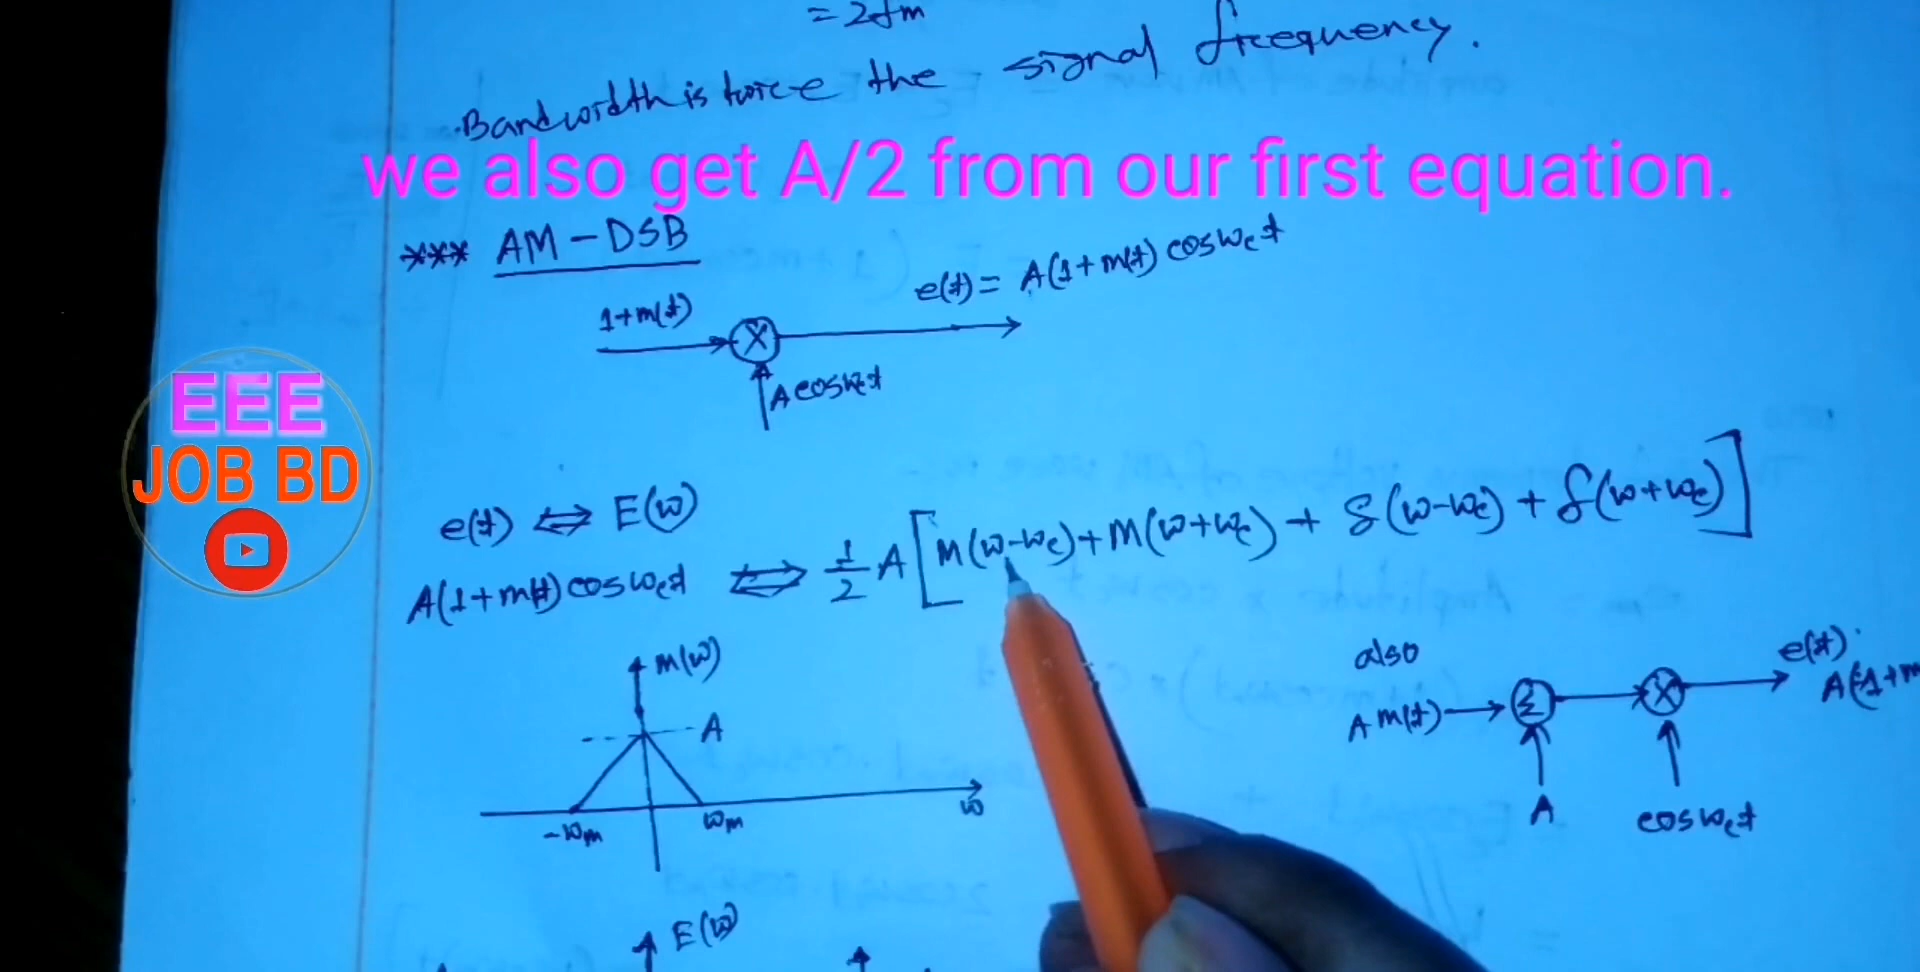 = 2fm
Bandwidth is twice the signal frequency.
we also get A/2 from our first equation.
*** AM-DSB
1+m(t)
e(t) = A(1+m(t) cosωct
A cosωct
EEE
JOB BD
e(t) ⇔ E(ω)
A(1+m(t) cosωct ⇔ 1/2 A [M(ω-ωc)+M(ω+ωc) + δ(ω-ωc) + δ(ω+ωc)]
M(ω)
A
-ωm
ωm
ω
also
A m(t)
Σ
X
e(t)
A(1+m
A
cosωct
E(ω)